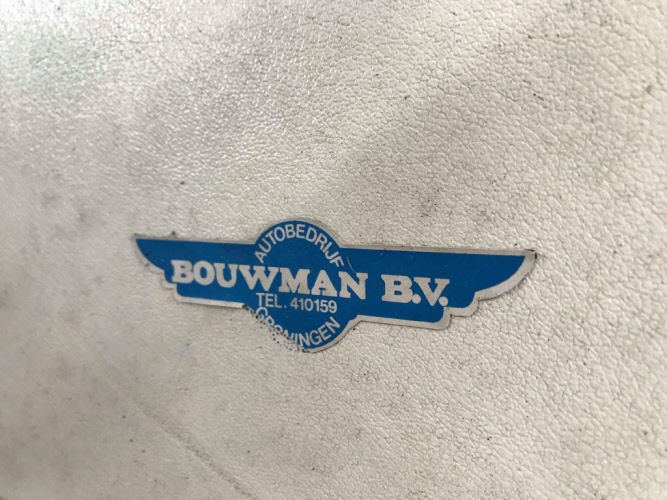 AUTOBEDRIJF
BOUWMAN B.V.
TEL. 410159
GRONINGEN